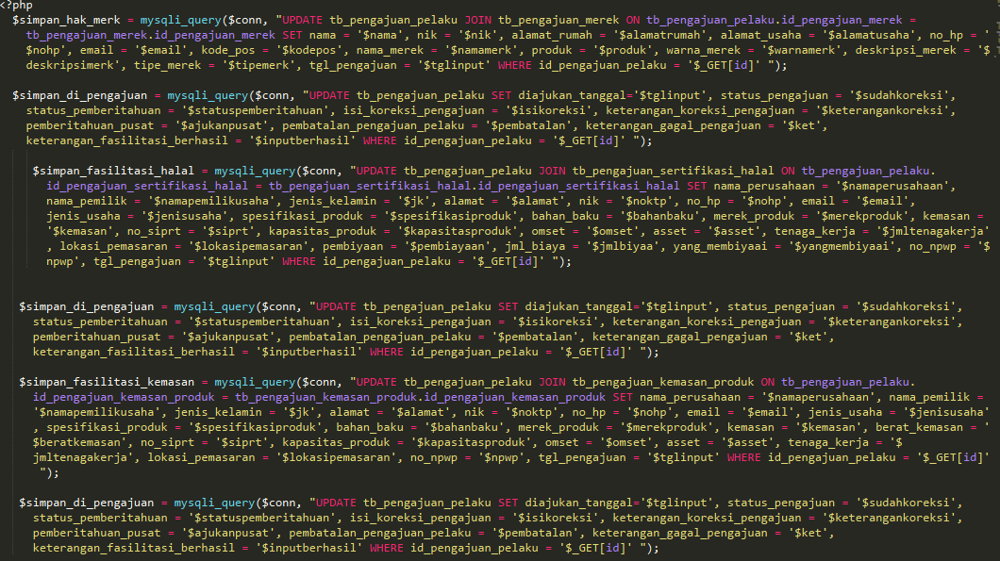 <?php
$simpan_hak_merk = mysqli_query($conn, "UPDATE tb_pengajuan_pelaku JOIN tb_pengajuan_merek ON tb_pengajuan_pelaku.id_pengajuan_merek =
tb_pengajuan_merek.id_pengajuan_merek SET nama = '$nama', nik = '$nik', alamat_rumah = '$alamatrumah', alamat_usaha = '$alamatusaha', no_hp = '
$nohp', email = '$email', kode_pos = '$kodepos', nama_merek = '$namamerk', produk = '$produk', warna_merek = '$warnamerk', deskripsi_merek = '$
deskripsimerk', tipe_merek = '$tipemerk', tgl_pengajuan = '$tglinput' WHERE id_pengajuan_pelaku = '$_GET[id]' ");
$simpan_di_pengajuan = mysqli_query($conn, "UPDATE tb_pengajuan_pelaku SET diajukan_tanggal='$tglinput', status_pengajuan = '$sudahkoreksi',
status_pemberitahuan = '$statuspemberitahuan', isi_koreksi_pengajuan = '$isikoreksi', keterangan_koreksi_pengajuan = '$keterangankoreksi',
pemberitahuan_pusat = '$ajukanpusat', pembatalan_pengajuan_pelaku = '$pembatalan', keterangan_gagal_pengajuan = '$ket',
keterangan_fasilitasi_berhasil = '$inputberhasil' WHERE id_pengajuan_pelaku = '$_GET[id]' ");
$simpan_fasilitasi_halal = mysqli_query($conn, "UPDATE tb_pengajuan_pelaku JOIN tb_pengajuan_sertifikasi_halal ON tb_pengajuan_pelaku.
id_pengajuan_sertifikasi_halal = tb_pengajuan_sertifikasi_halal.id_pengajuan_sertifikasi_halal SET nama_perusahaan = '$namaperusahaan',
nama_pemilik = '$namapemilikusaha', jenis_kelamin = '$jk', alamat = '$alamat', nik = '$noktp', no_hp = '$nohp', email = '$email',
jenis_usaha = '$jenisusaha', spesifikasi_produk = '$spesifikasiproduk', bahan_baku = '$bahanbaku', merek_produk = '$merekproduk', kemasan =
'$kemasan', no_siprt = '$siprt', kapasitas_produk = '$kapasitasproduk', omset = '$omset', asset = '$asset', tenaga_kerja = '$jmltenagakerja'
, lokasi_pemasaran = '$lokasipemasaran', pembiyaan = '$pembiayaan', jml_biaya = '$jmlbiyaa', yang_membiyaai = '$yangmembiyaai', no_npwp = '$
npwp', tgl_pengajuan = '$tglinput' WHERE id_pengajuan_pelaku = '$_GET[id]' ");
$simpan_di_pengajuan = mysqli_query($conn, "UPDATE tb_pengajuan_pelaku SET diajukan_tanggal='$tglinput', status_pengajuan = '$sudahkoreksi',
status_pemberitahuan = '$statuspemberitahuan', isi_koreksi_pengajuan = '$isikoreksi', keterangan_koreksi_pengajuan = '$keterangankoreksi',
pemberitahuan_pusat = '$ajukanpusat', pembatalan_pengajuan_pelaku = '$pembatalan', keterangan_gagal_pengajuan = '$ket',
keterangan_fasilitasi_berhasil = '$inputberhasil' WHERE id_pengajuan_pelaku = '$_GET[id]' ");
$simpan_fasilitasi_kemasan = mysqli_query($conn, "UPDATE tb_pengajuan_pelaku JOIN tb_pengajuan_kemasan_produk ON tb_pengajuan_pelaku.
id_pengajuan_kemasan_produk = tb_pengajuan_kemasan_produk.id_pengajuan_kemasan_produk SET nama_perusahaan = '$namaperusahaan', nama_pemilik =
'$namapemilikusaha', jenis_kelamin = '$jk', alamat = '$alamat', nik = '$noktp', no_hp = '$nohp', email = '$email', jenis_usaha = '$jenisusaha'
, spesifikasi_produk = '$spesifikasiproduk', bahan_baku = '$bahanbaku', merek_produk = '$merekproduk', kemasan = '$kemasan', berat_kemasan = '
$beratkemasan', no_siprt = '$siprt', kapasitas_produk = '$kapasitasproduk', omset = '$omset', asset = '$asset', tenaga_kerja = '$
jmltenagakerja', lokasi_pemasaran = '$lokasipemasaran', no_npwp = '$npwp', tgl_pengajuan = '$tglinput' WHERE id_pengajuan_pelaku = '$_GET[id]'
");
$simpan_di_pengajuan = mysqli_query($conn, "UPDATE tb_pengajuan_pelaku SET diajukan_tanggal='$tglinput', status_pengajuan = '$sudahkoreksi',
status_pemberitahuan = '$statuspemberitahuan', isi_koreksi_pengajuan = '$isikoreksi', keterangan_koreksi_pengajuan = '$keterangankoreksi',
pemberitahuan_pusat = '$ajukanpusat', pembatalan_pengajuan_pelaku = '$pembatalan', keterangan_gagal_pengajuan = '$ket',
keterangan_fasilitasi_berhasil = '$inputberhasil' WHERE id_pengajuan_pelaku = '$_GET[id]' ");